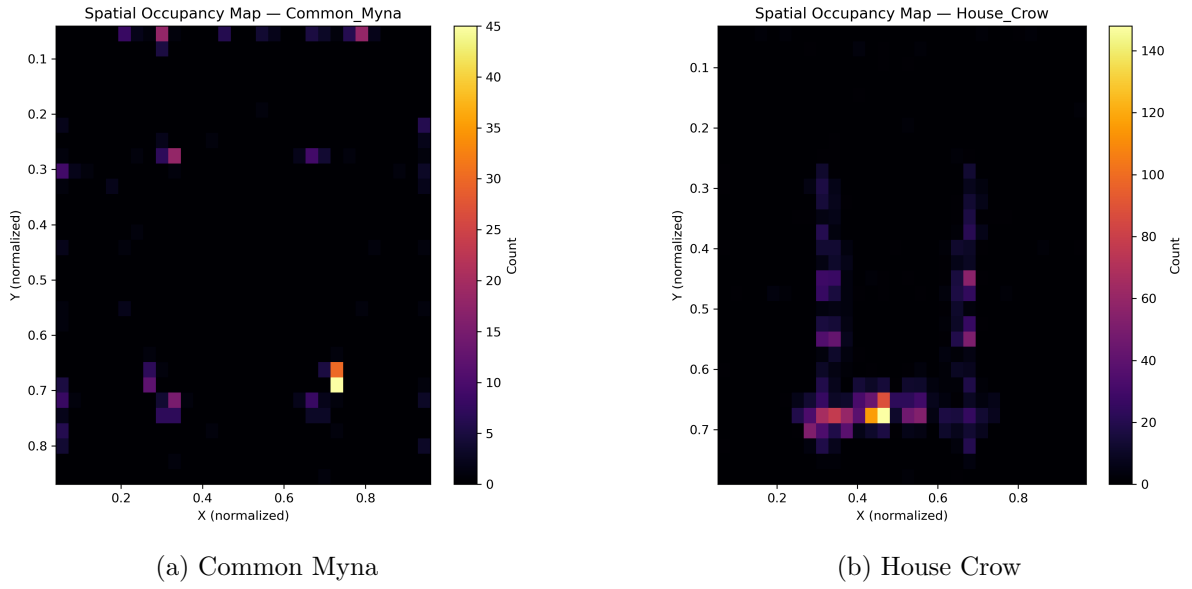 Spatial Occupancy Map — Common_Myna
0.1
0.2
0.3
0.4
0.5
0.6
0.7
0.8
Y (normalized)
0.2 0.4 0.6 0.8
X (normalized)
45
40
35
30
25
20
15
10
5
0
Count
(a) Common Myna
Spatial Occupancy Map — House_Crow
0.1
0.2
0.3
0.4
0.5
0.6
0.7
Y (normalized)
0.2 0.4 0.6 0.8
X (normalized)
140
120
100
80
60
40
20
0
Count
(b) House Crow